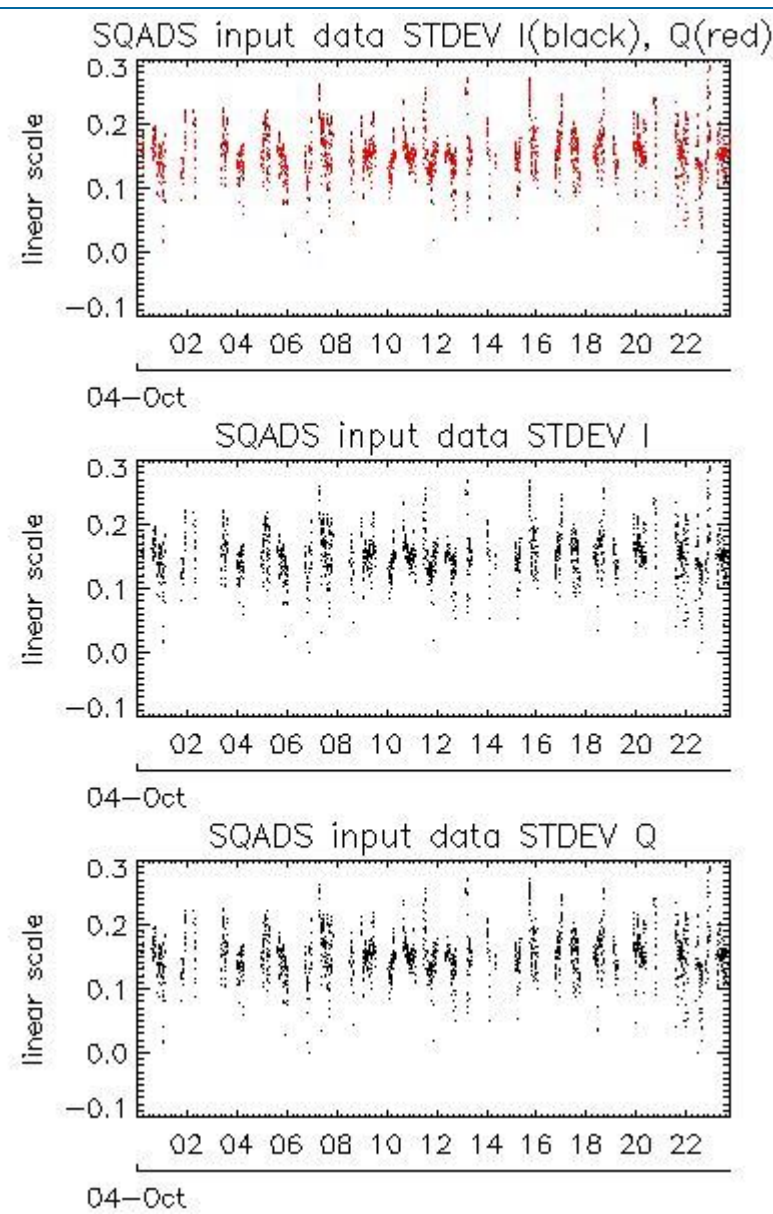 SQADS input data STDEV I(black), Q(red)
0.3
0.2
0.1
0.0
-0.1
linear scale
02 04 06 08 10 12 14 16 18 20 22
04-Oct
SQADS input data STDEV I
0.3
0.2
0.1
0.0
-0.1
linear scale
02 04 06 08 10 12 14 16 18 20 22
04-Oct
SQADS input data STDEV Q
0.3
0.2
0.1
0.0
-0.1
linear scale
02 04 06 08 10 12 14 16 18 20 22
04-Oct